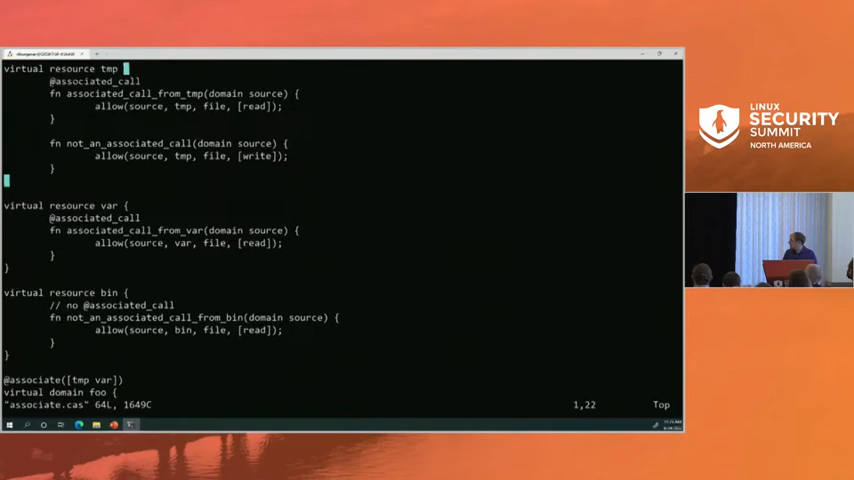 virtual resource tmp {
@associated_call
fn associated_call_from_tmp(domain source) {
allow(source, tmp, file, [read]);
}
fn not_an_associated_call(domain source) {
allow(source, tmp, file, [write]);
}
}
virtual resource var {
@associated_call
fn associated_call_from_var(domain source) {
allow(source, var, file, [read]);
}
}
virtual resource bin {
// no @associated_call
fn not_an_associated_call_from_bin(domain source) {
allow(source, bin, file, [read]);
}
}
@associate([tmp var])
virtual domain foo {
"associate.cas" 64L, 1649C 1,22 Top
LINUX
SECURITY
SUMMIT
NORTH AMERICA